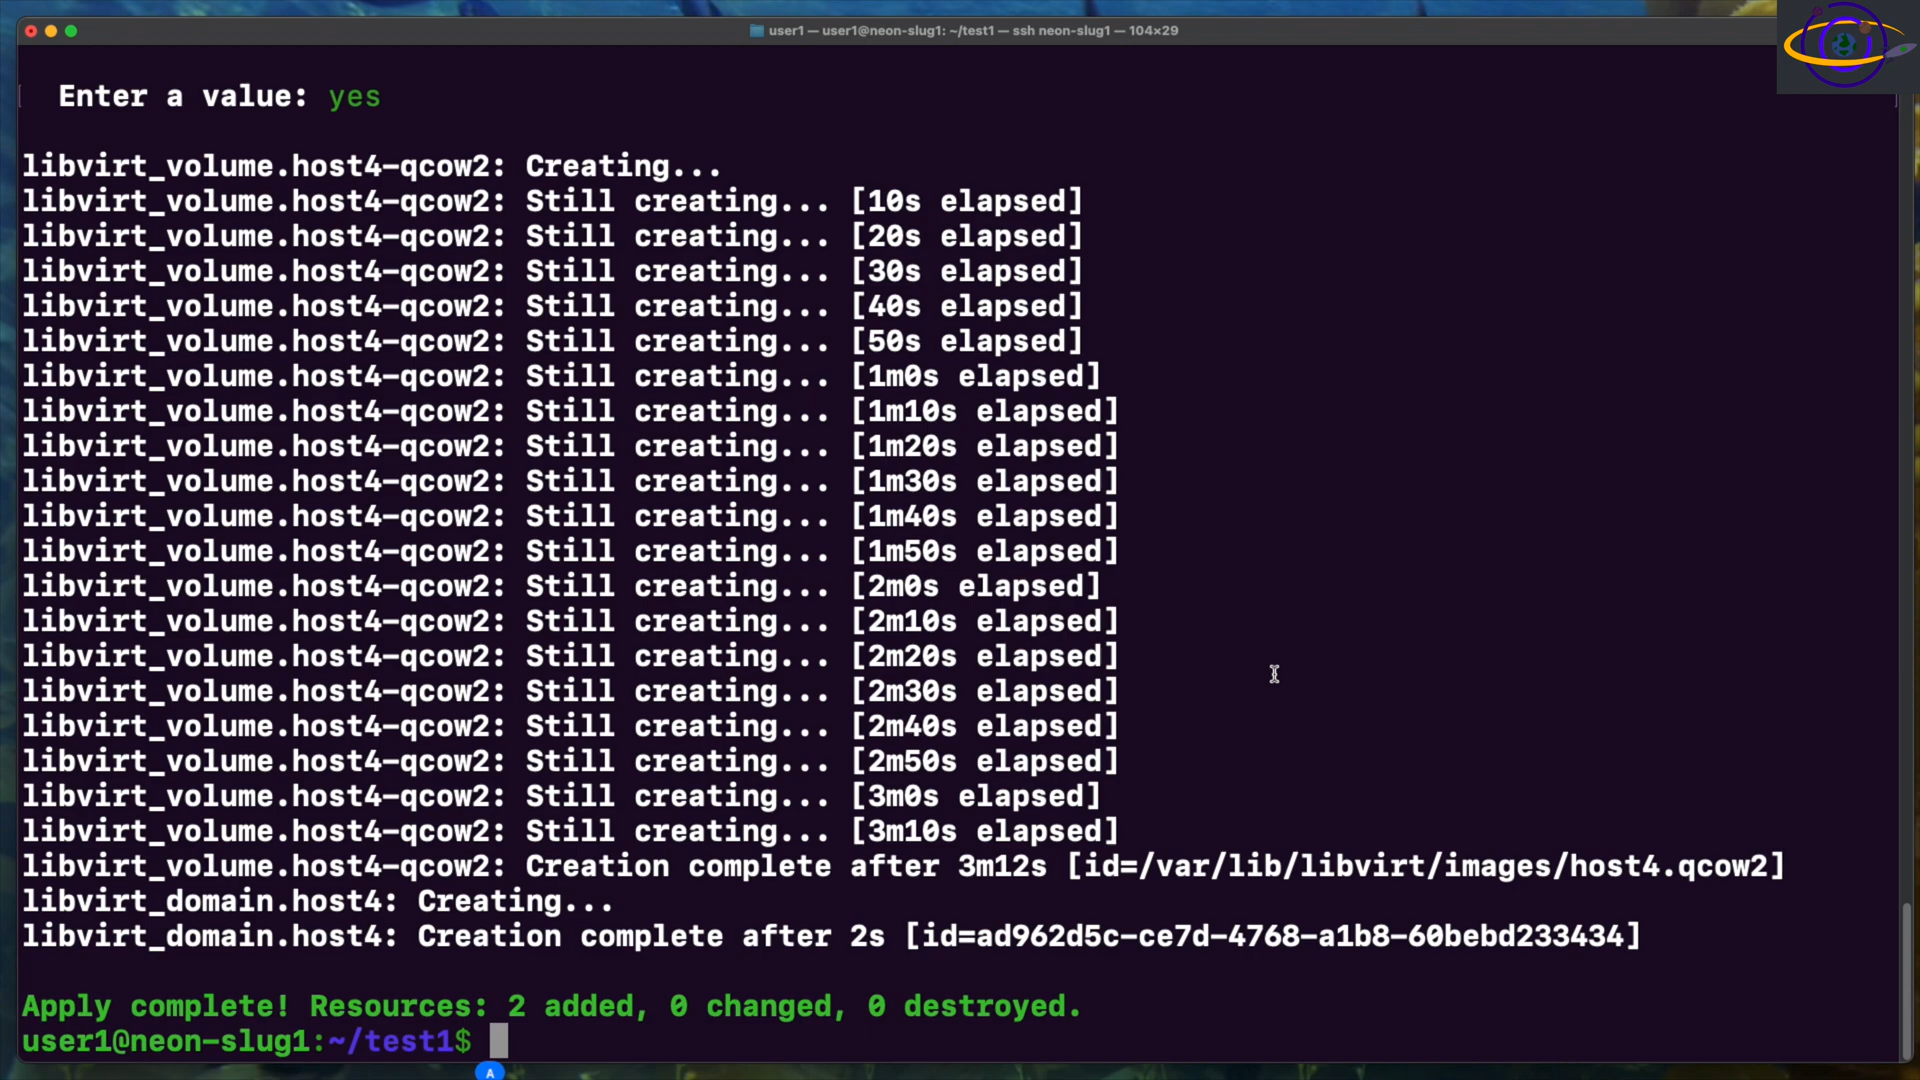 user1 — user1@neon-slug1: ~/test1 — ssh neon-slug1 — 104×29
Enter a value: yes
libvirt_volume.host4-qcow2: Creating...
libvirt_volume.host4-qcow2: Still creating... [10s elapsed]
libvirt_volume.host4-qcow2: Still creating... [20s elapsed]
libvirt_volume.host4-qcow2: Still creating... [30s elapsed]
libvirt_volume.host4-qcow2: Still creating... [40s elapsed]
libvirt_volume.host4-qcow2: Still creating... [50s elapsed]
libvirt_volume.host4-qcow2: Still creating... [1m0s elapsed]
libvirt_volume.host4-qcow2: Still creating... [1m10s elapsed]
libvirt_volume.host4-qcow2: Still creating... [1m20s elapsed]
libvirt_volume.host4-qcow2: Still creating... [1m30s elapsed]
libvirt_volume.host4-qcow2: Still creating... [1m40s elapsed]
libvirt_volume.host4-qcow2: Still creating... [1m50s elapsed]
libvirt_volume.host4-qcow2: Still creating... [2m0s elapsed]
libvirt_volume.host4-qcow2: Still creating... [2m10s elapsed]
libvirt_volume.host4-qcow2: Still creating... [2m20s elapsed]
libvirt_volume.host4-qcow2: Still creating... [2m30s elapsed]
libvirt_volume.host4-qcow2: Still creating... [2m40s elapsed]
libvirt_volume.host4-qcow2: Still creating... [2m50s elapsed]
libvirt_volume.host4-qcow2: Still creating... [3m0s elapsed]
libvirt_volume.host4-qcow2: Still creating... [3m10s elapsed]
libvirt_volume.host4-qcow2: Creation complete after 3m12s [id=/var/lib/libvirt/images/host4.qcow2]
libvirt_domain.host4: Creating...
libvirt_domain.host4: Creation complete after 2s [id=ad962d5c-ce7d-4768-a1b8-60bebd233434]
Apply complete! Resources: 2 added, 0 changed, 0 destroyed.
user1@neon-slug1:~/test1$
A